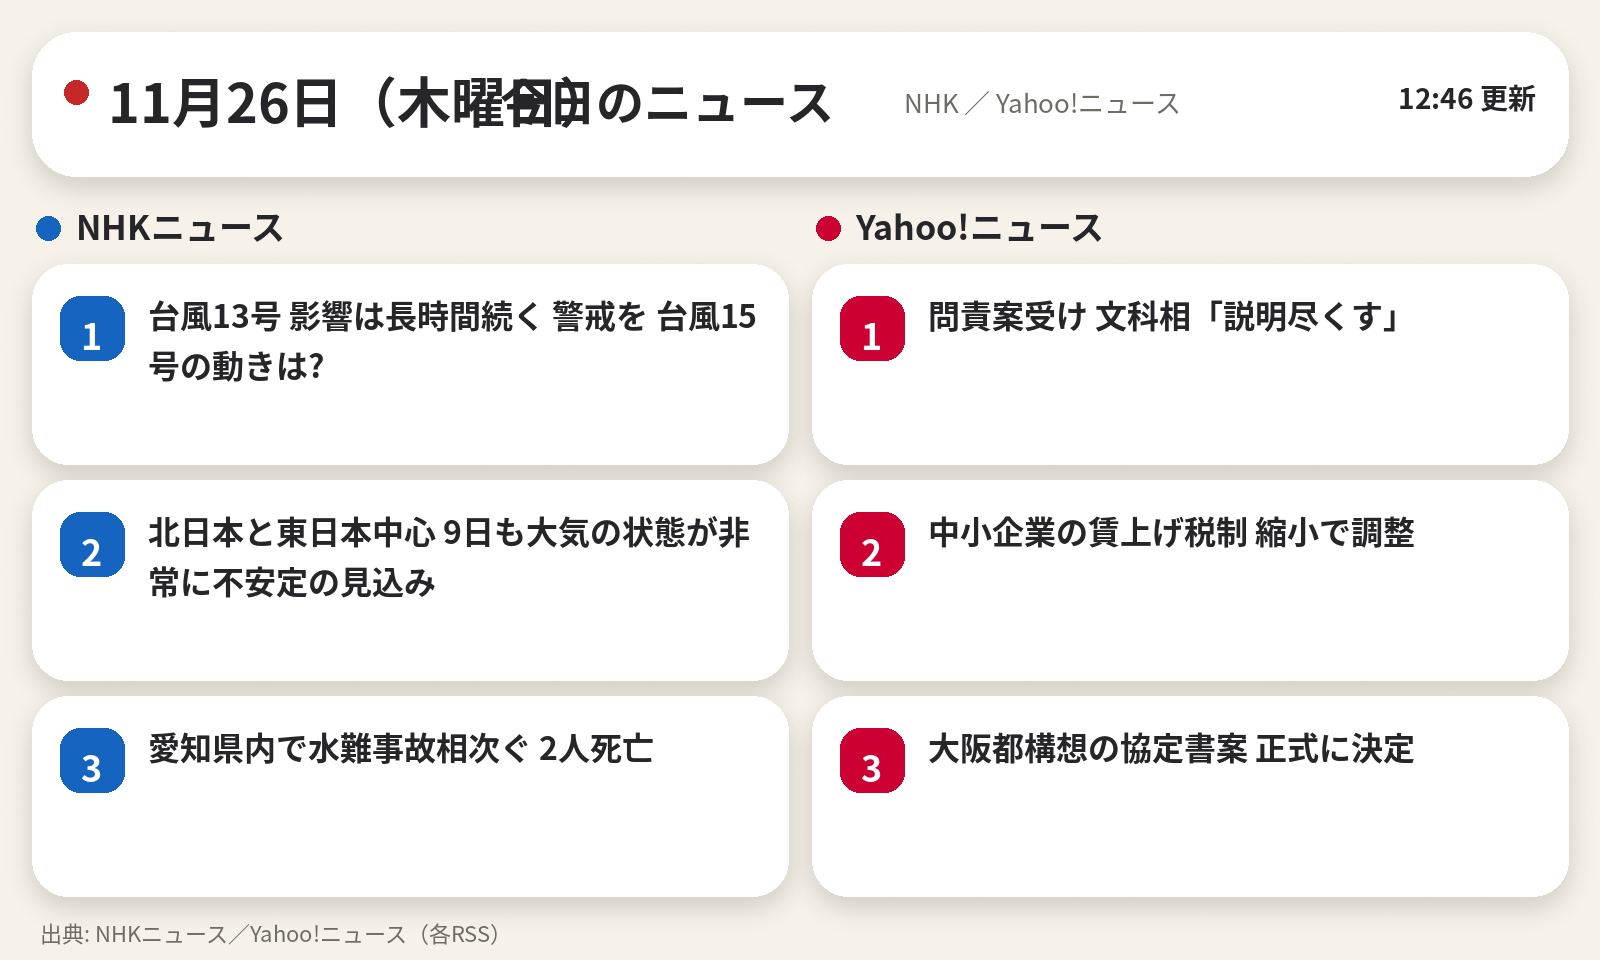 11月26日（木曜日）今日のニュース
NHK ／ Yahoo!ニュース
12:46 更新
NHKニュース
1
台風13号 影響は長時間続く 警戒を 台風15
号の動きは?
2
北日本と東日本中心 9日も大気の状態が非
常に不安定の見込み
3
愛知県内で水難事故相次ぐ 2人死亡
Yahoo!ニュース
1
問責案受け 文科相「説明尽くす」
2
中小企業の賃上げ税制 縮小で調整
3
大阪都構想の協定書案 正式に決定
出典: NHKニュース／Yahoo!ニュース（各RSS）